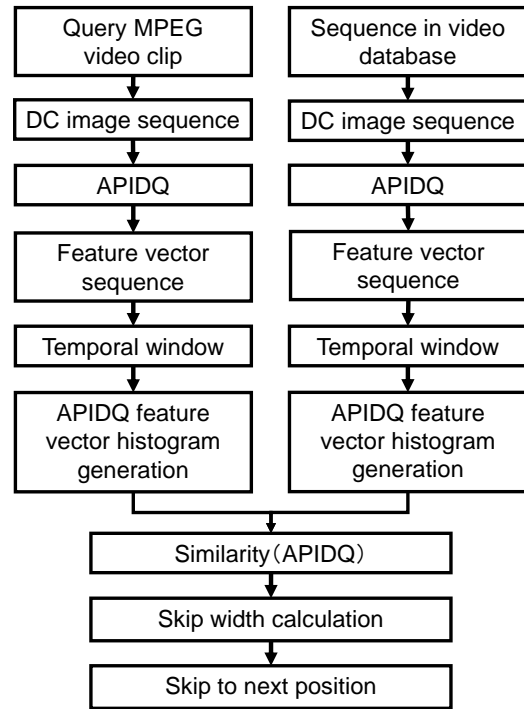 Query MPEG
video clip
DC image sequence
APIDQ
Feature vector
sequence
Temporal window
APIDQ feature
vector histogram
generation
Sequence in video
database
DC image sequence
APIDQ
Feature vector
sequence
Temporal window
APIDQ feature
vector histogram
generation
Similarity（APIDQ）
Skip width calculation
Skip to next position